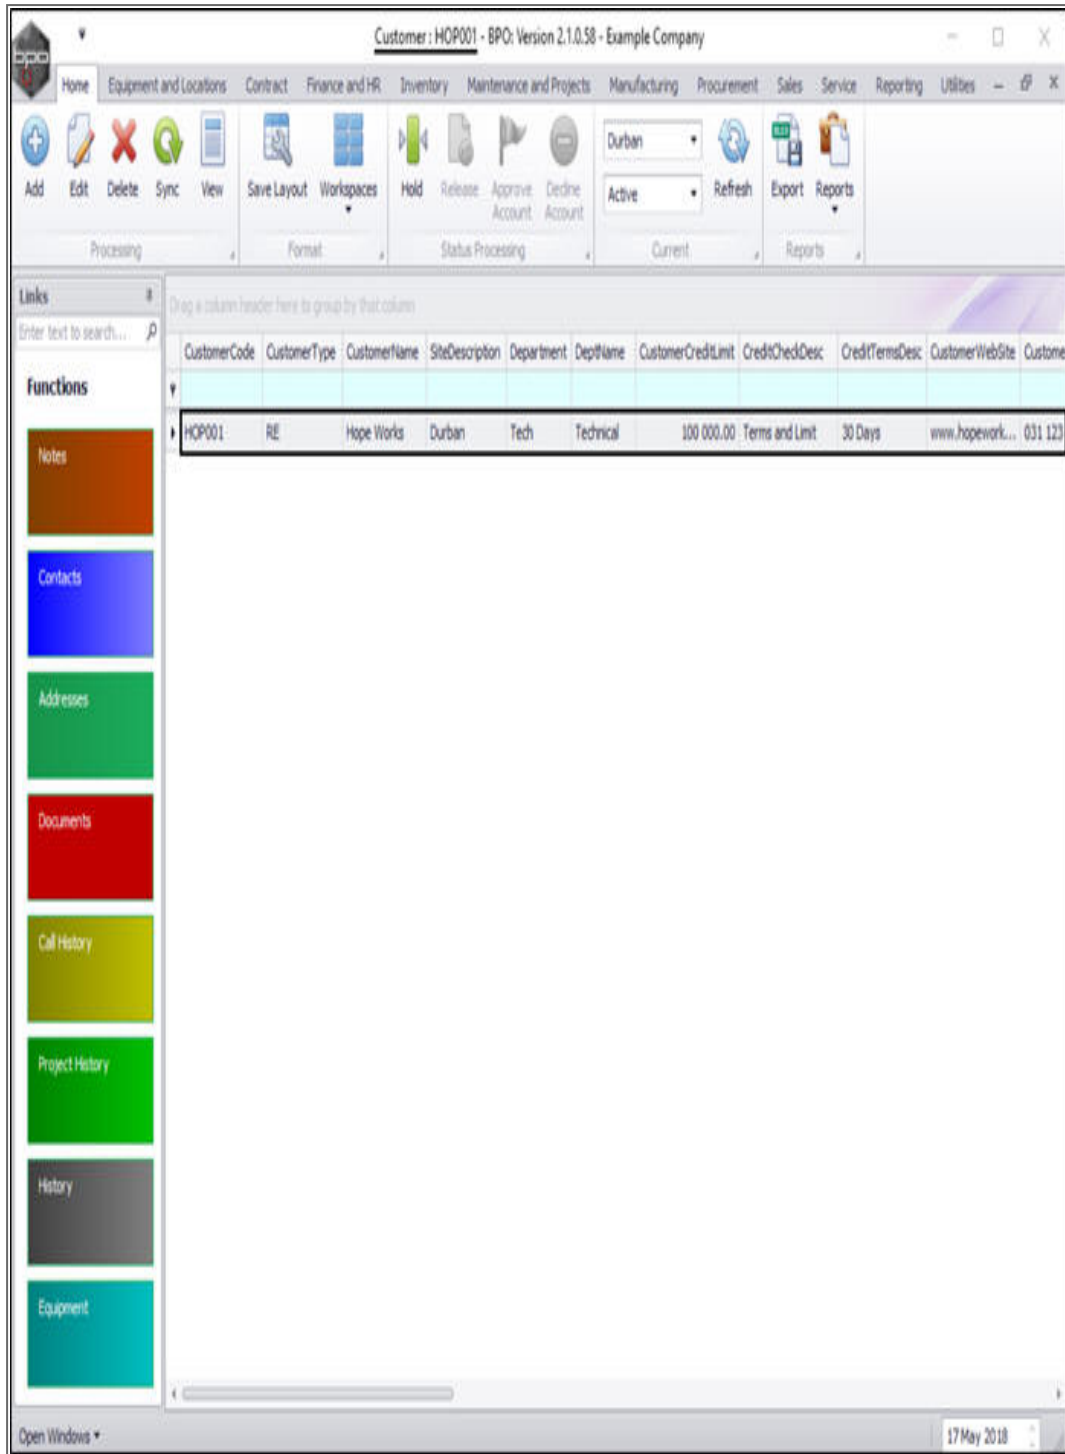 Customer : HOP001 - BPO: Version 2.1.0.58 - Example Company
bpo
Home Equipment and Locations Contract Finance and HR Inventory Maintenance and Projects Manufacturing Procurement Sales Service Reporting Utilities
Add Edit Delete Sync View Save Layout Workspaces Hold Release Approve Account Decline Account Durban Active Refresh Export Reports
Processing Format Status Processing Current Reports
Links
Enter text to search...
Drag a column header here to group by that column
CustomerCode CustomerType CustomerName SiteDescription Department DeptName CustomerCreditLimit CreditCheckDesc CreditTermsDesc CustomerWebSite Custome
HOP001 RE Hope Works Durban Tech Technical 100 000.00 Terms and Limit 30 Days www.hopework... 031 123
Functions
Notes
Contacts
Addresses
Documents
Call History
Project History
History
Equipment
Open Windows
17 May 2018